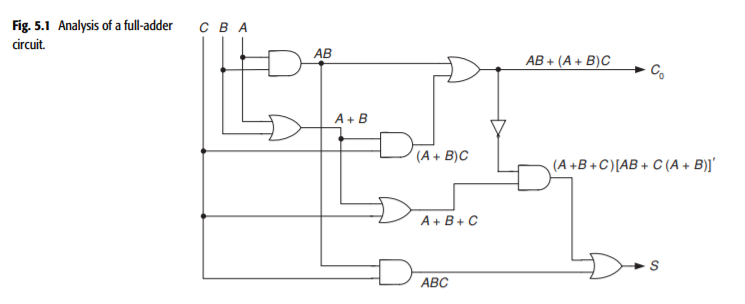 Fig. 5.1 Analysis of a full-adder
circuit.
C B A
AB
AB + (A + B)C
C₀
A + B
(A + B)C
(A +B +C)[AB + C (A + B)]′
A + B + C
S
ABC